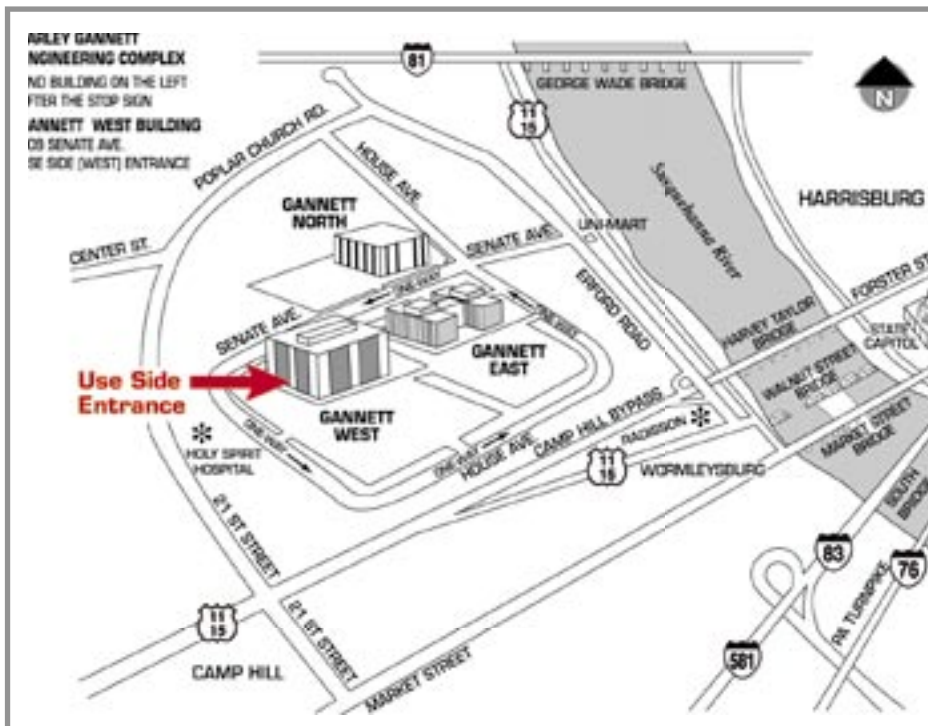 ARLEY GANNETT
NGINEERING COMPLEX
ND BUILDING ON THE LEFT
FTER THE STOP SIGN
ANNETT WEST BUILDING
09 SENATE AVE.
SE SIDE (WEST) ENTRANCE
81
GEORGE WADE BRIDGE
N
11
15
POPLAR CHURCH RD.
HOUSE AVE.
Susquehanna River
HARRISBURG
GANNETT
NORTH
UNI-MART
CENTER ST.
SENATE AVE.
ONE WAY
FORSTER ST
ERFORD ROAD
HARVEY TAYLOR
BRIDGE
STATE
CAPITOL
SENATE AVE.
ONE WAY
GANNETT
EAST
WALNUT STREET
BRIDGE
Use Side
Entrance
GANNETT
WEST
CAMP HILL BYPASS
RADISSON
MARKET STREET
BRIDGE
HOLY SPIRIT
HOSPITAL
ONE WAY
ONE WAY
HOUSE AVE.
11
15
WORMLEYSBURG
SOUTH
BRIDGE
21 ST STREET
83
76
PA TURNPIKE
11
15
21 ST STREET
581
CAMP HILL
MARKET STREET